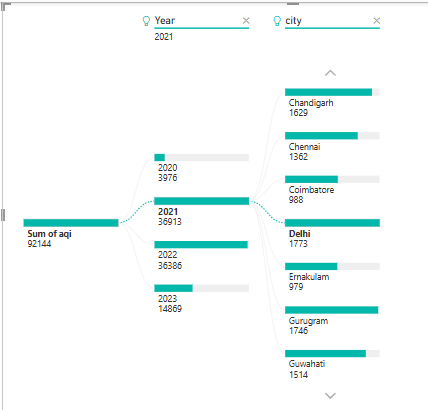 Year
2021
city
Sum of aqi
92144
2020
3976
2021
36913
2022
36386
2023
14869
Chandigarh
1629
Chennai
1362
Coimbatore
988
Delhi
1773
Ernakulam
979
Gurugram
1746
Guwahati
1514